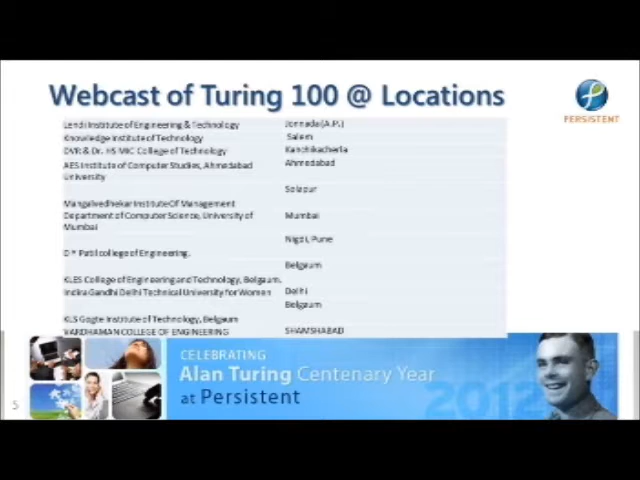 Webcast of Turing 100 @ Locations
PERSISTENT
Lendi Institute of Engineering & Technology Jonnada(A.P.)
Knowledge Institute of Technology Salem
DVR & Dr. HS MIC College of Technology Kanchikacherla
AES Institute of Computer Studies, Ahmedabad Ahmedabad
University
Solapur
Mangalvedhekar Institute Of Management
Department of Computer Science, University of Mumbai
Mumbai
Nigdi, Pune
D Y Patil college of Engineering.
Belgaum
KLES College of Engineering and Technology, Belgaum.
Indira Gandhi Delhi Technical University for Women Delhi
Belgaum
KLS Gogte Institute of Technology, Belgaum
VARDHAMAN COLLEGE OF ENGINEERING SHAMSHABAD
CELEBRATING
Alan Turing Centenary Year
at Persistent
2012
5